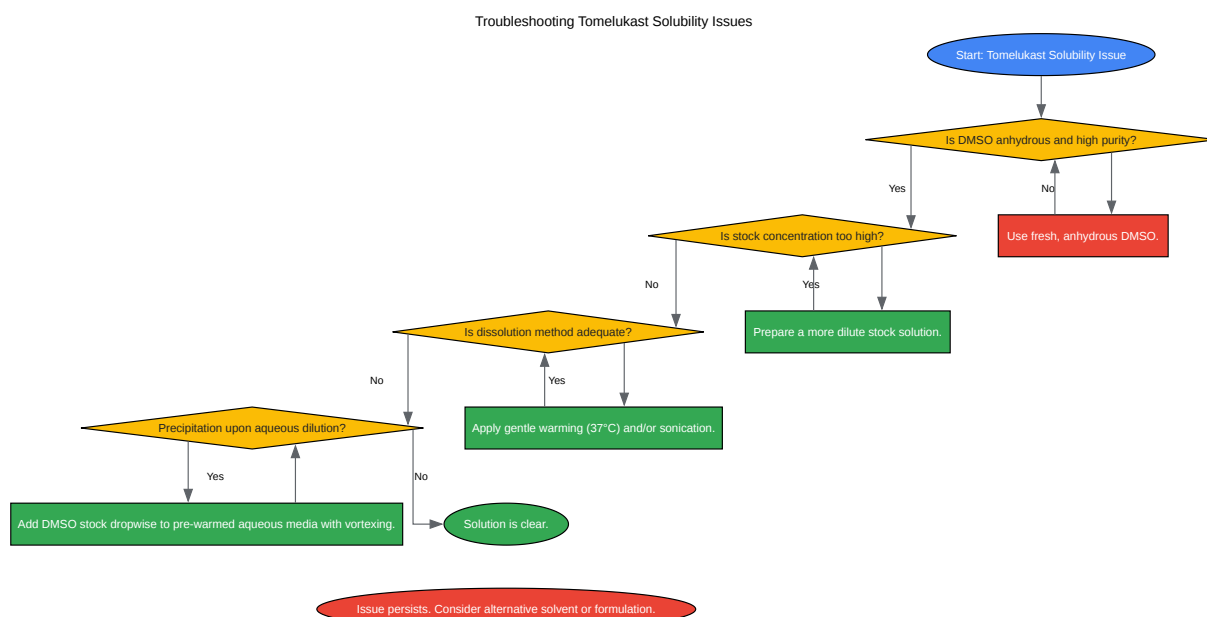 Troubleshooting Tomelukast Solubility Issues
Start: Tomelukast Solubility Issue
Is DMSO anhydrous and high purity?
Yes
No
Is stock concentration too high?
Use fresh, anhydrous DMSO.
No
Yes
Is dissolution method adequate?
Prepare a more dilute stock solution.
No
Yes
Precipitation upon aqueous dilution?
Apply gentle warming (37°C) and/or sonication.
Yes
No
Add DMSO stock dropwise to pre-warmed aqueous media with vortexing.
Solution is clear.
Issue persists. Consider alternative solvent or formulation.